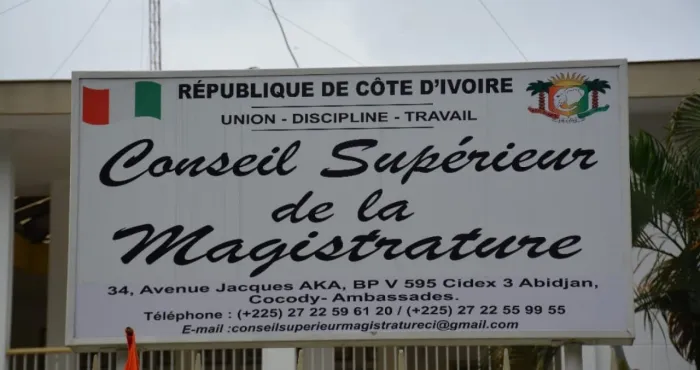 RÉPUBLIQUE DE CÔTE D'IVOIRE
UNION - DISCIPLINE - TRAVAIL
Conseil Supérieur
de la
Magistrature
34, Avenue Jacques AKA, BP V 595 Cidex 3 Abidjan,
Cocody- Ambassades.
Téléphone : (+225) 27 22 59 61 20 / (+225) 27 22 55 99 55
E-mail :conseilsuperieurmagistratureci@gmail.com